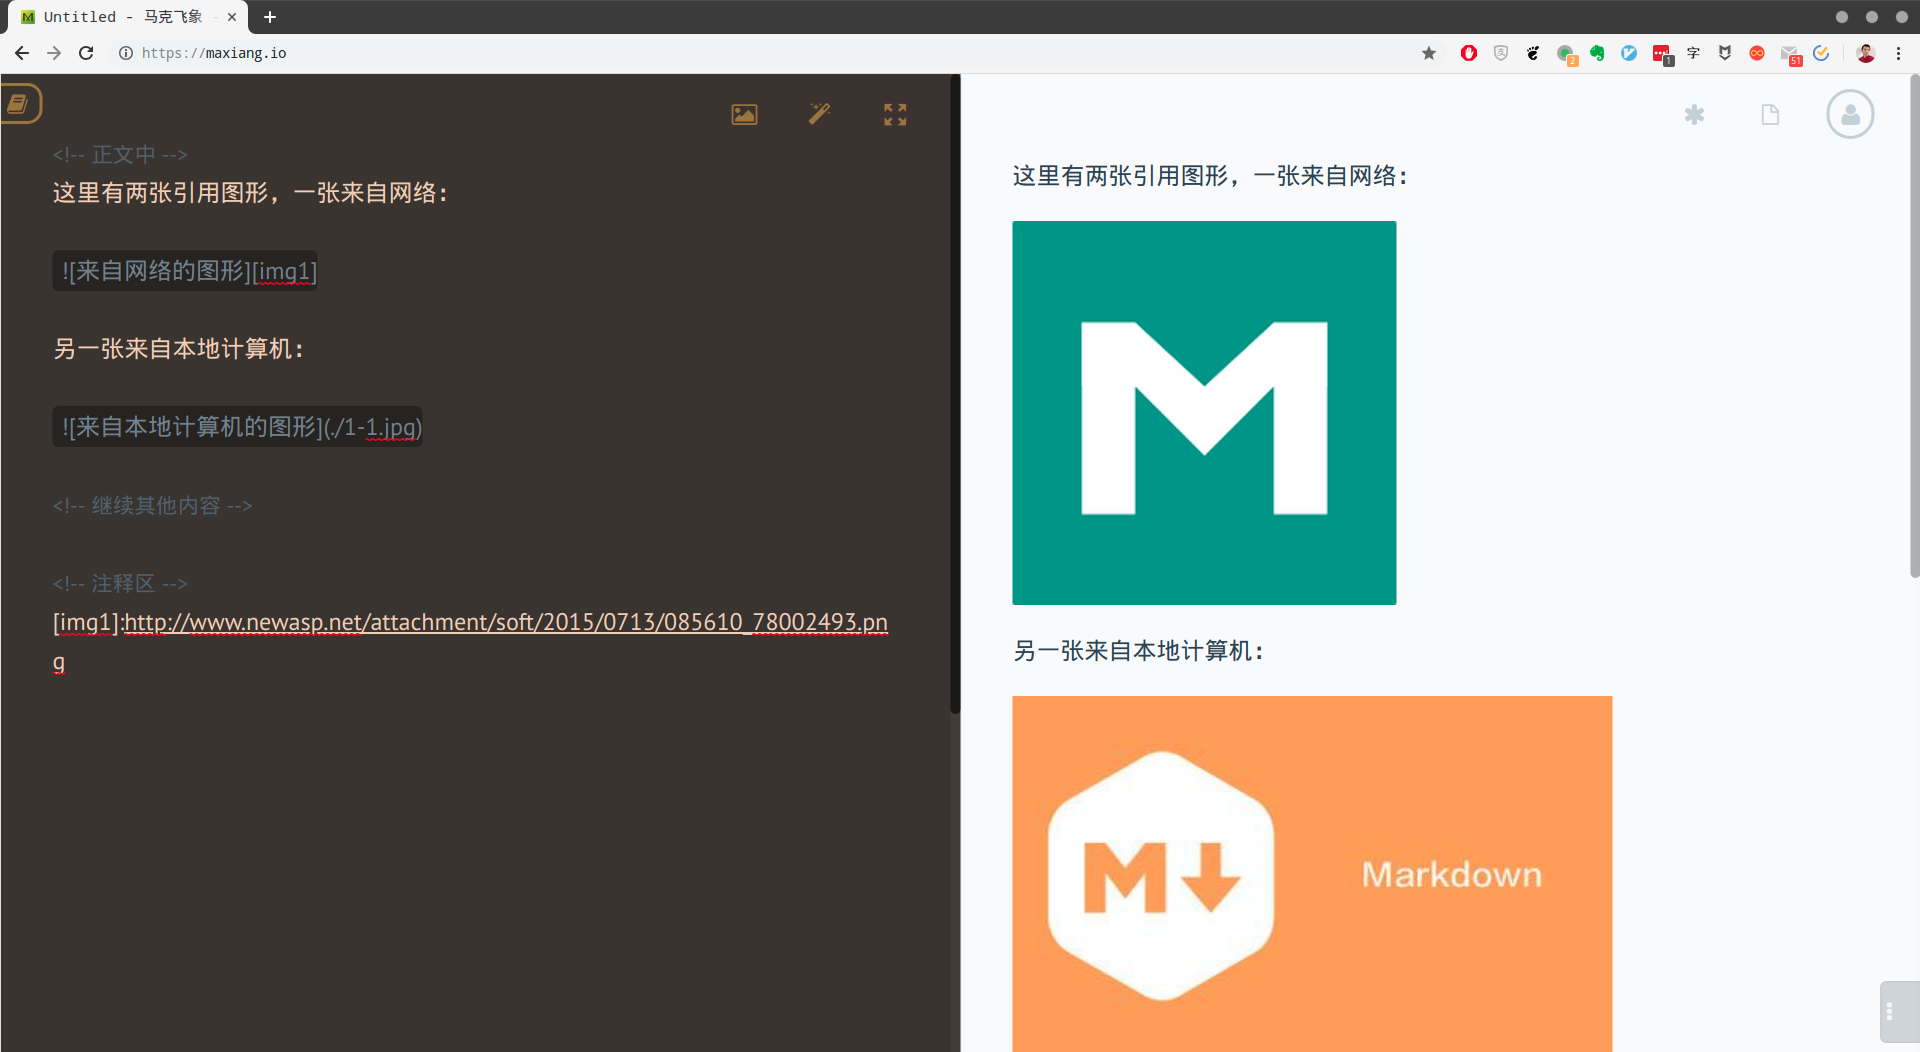 Untitled - 马克飞象 -
https://maxiang.io
2
1
字
51
<!-- 正文中 -->
这里有两张引用图形，一张来自网络：
![来自网络的图形][img1]
另一张来自本地计算机：
![来自本地计算机的图形](./1-1.jpg)
<!-- 继续其他内容 -->
<!-- 注释区 -->
[img1]:http://www.newasp.net/attachment/soft/2015/0713/085610_78002493.pn
g
这里有两张引用图形，一张来自网络：
M
另一张来自本地计算机：
M
Markdown